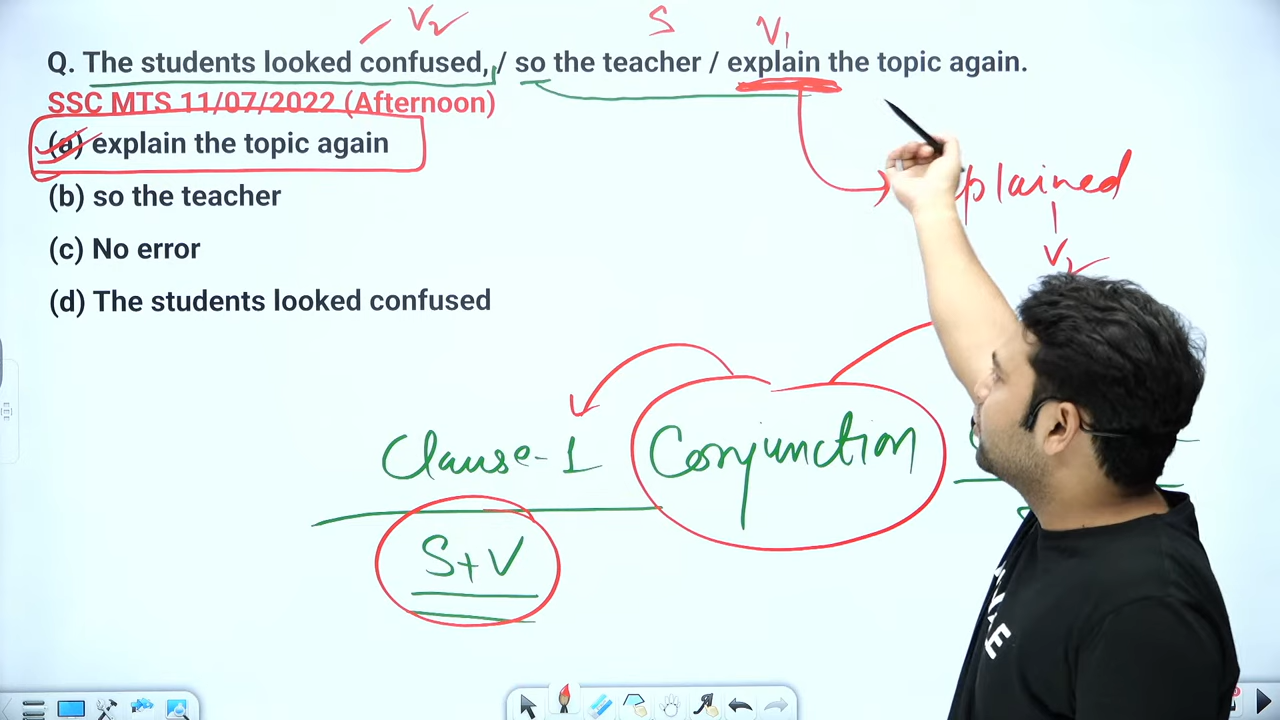 V2 S V1
Q. The students looked confused, / so the teacher / explain the topic again.
SSC MTS 11/07/2022 (Afternoon)
(a) explain the topic again
plained
(b) so the teacher
V2
(c) No error
(d) The students looked confused
Clause-1 Conjunction
S+V